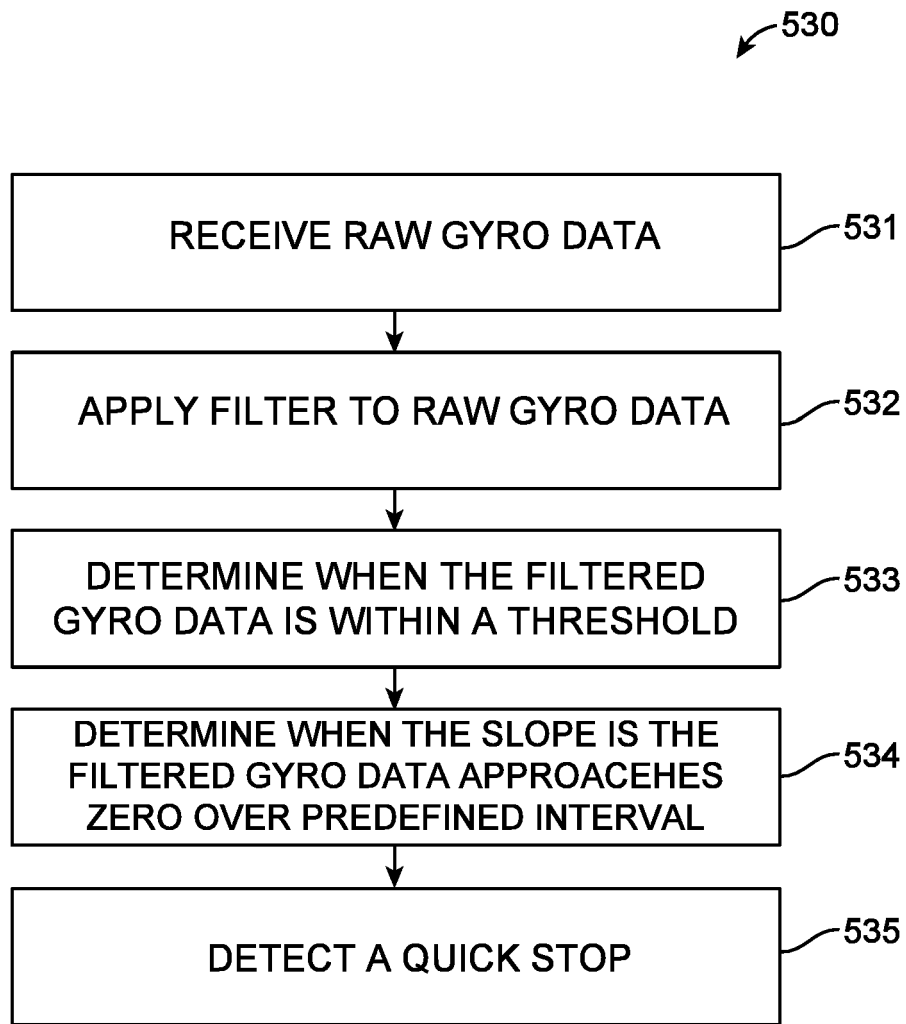 530
RECEIVE RAW GYRO DATA
531
APPLY FILTER TO RAW GYRO DATA
532
DETERMINE WHEN THE FILTERED
GYRO DATA IS WITHIN A THRESHOLD
533
DETERMINE WHEN THE SLOPE IS THE
FILTERED GYRO DATA APPROACEHES
ZERO OVER PREDEFINED INTERVAL
534
DETECT A QUICK STOP
535